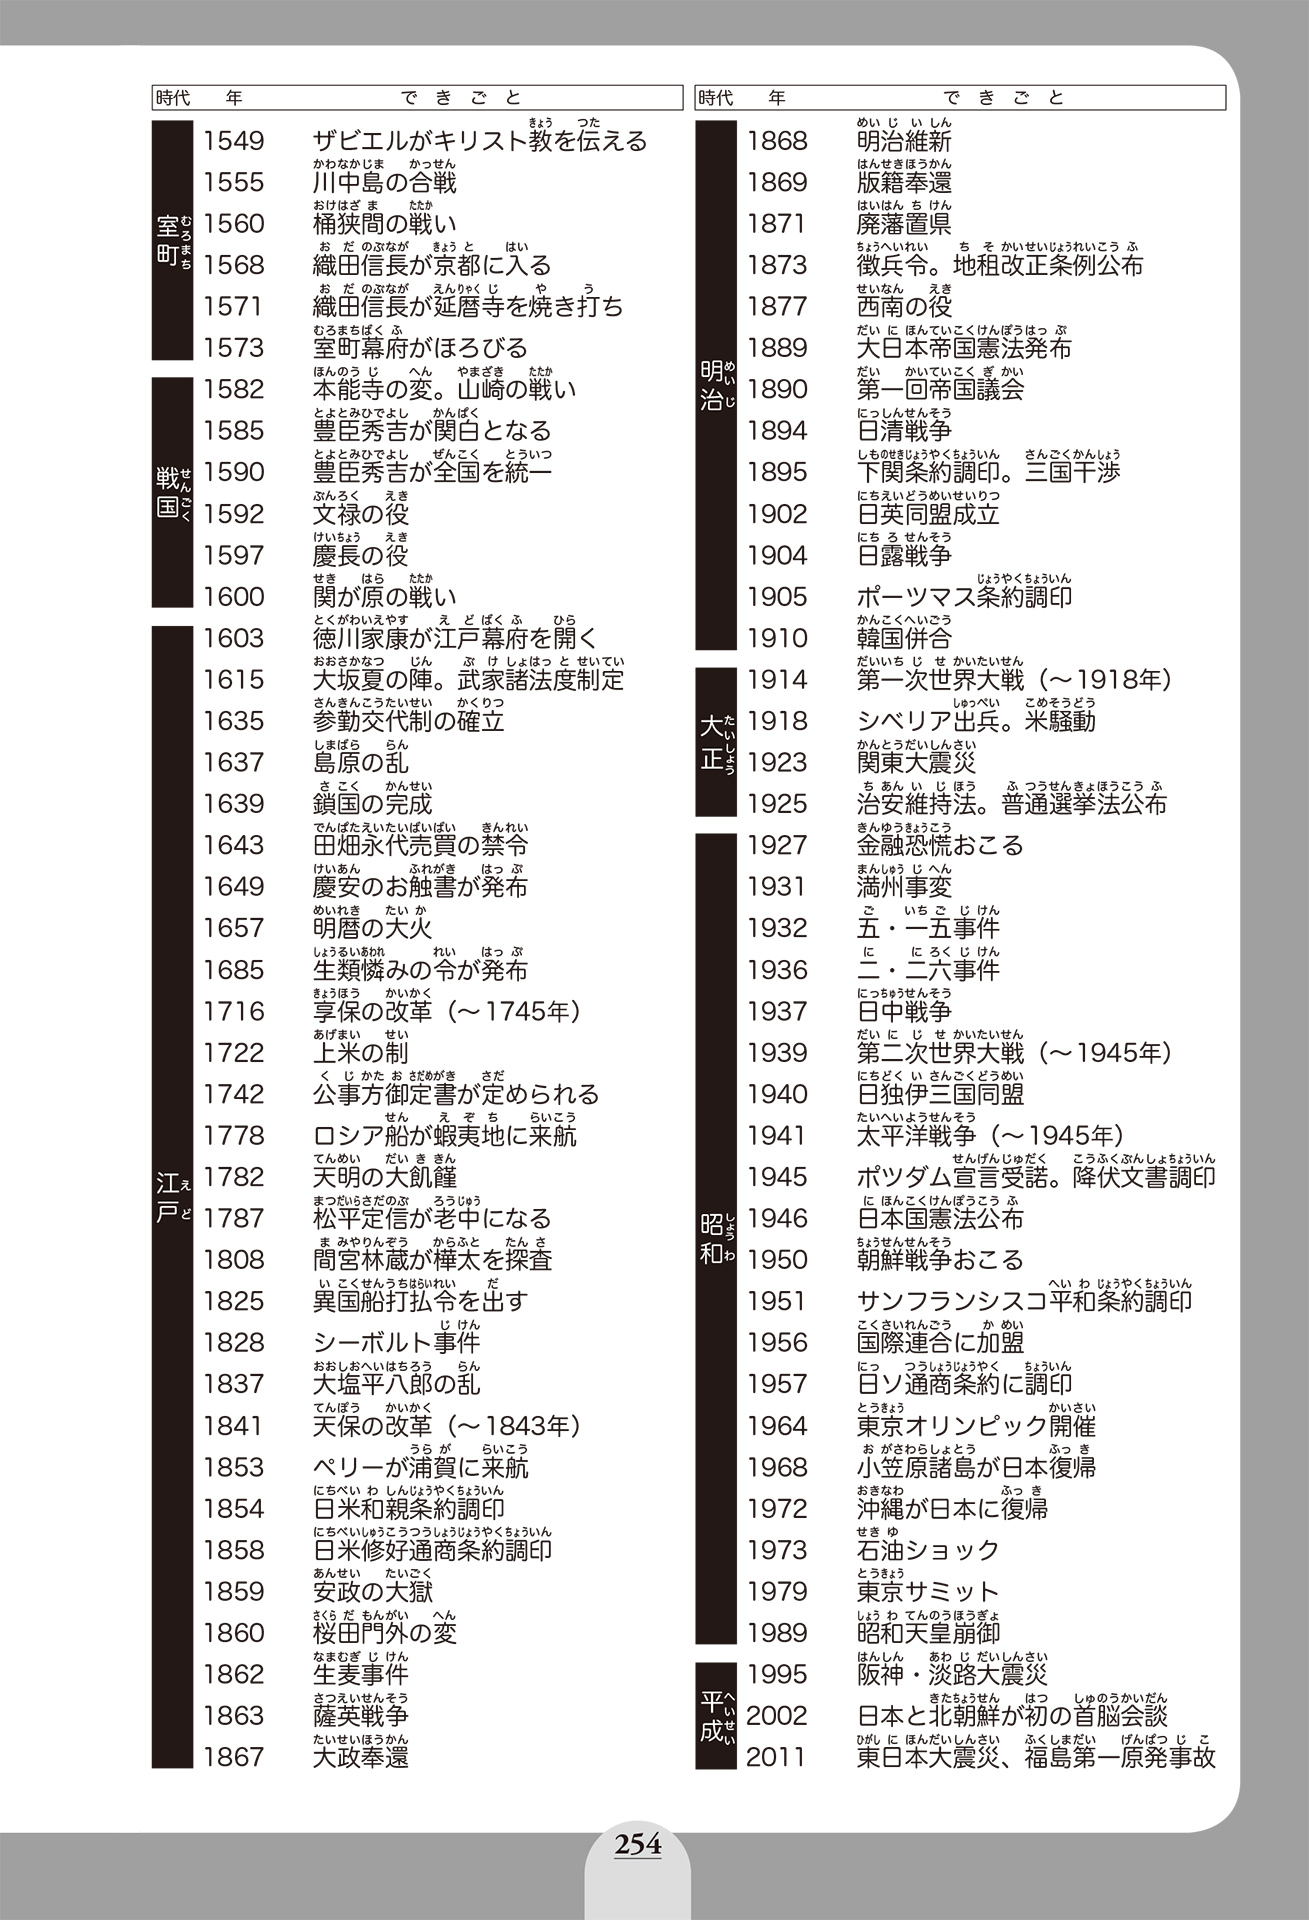 時代 年 できごと
室町 むろまち
1549 ザビエルがキリスト教を伝える
1555 川中島の合戦
1560 桶狭間の戦い
1568 織田信長が京都に入る
1571 織田信長が延暦寺を焼き打ち
1573 室町幕府がほろびる
戦国 せんごく
1582 本能寺の変。山崎の戦い
1585 豊臣秀吉が関白となる
1590 豊臣秀吉が全国を統一
1592 文禄の役
1597 慶長の役
1600 関が原の戦い
江戸 えど
1603 徳川家康が江戸幕府を開く
1615 大坂夏の陣。武家諸法度制定
1635 参勤交代制の確立
1637 島原の乱
1639 鎖国の完成
1643 田畑永代売買の禁令
1649 慶安のお触書が発布
1657 明暦の大火
1685 生類憐みの令が発布
1716 享保の改革（～1745年）
1722 上米の制
1742 公事方御定書が定められる
1778 ロシア船が蝦夷地に来航
1782 天明の大飢饉
1787 松平定信が老中になる
1808 間宮林蔵が樺太を探査
1825 異国船打払令を出す
1828 シーボルト事件
1837 大塩平八郎の乱
1841 天保の改革（～1843年）
1853 ペリーが浦賀に来航
1854 日米和親条約調印
1858 日米修好通商条約調印
1859 安政の大獄
1860 桜田門外の変
1862 生麦事件
1863 薩英戦争
1867 大政奉還
時代 年 できごと
明治 めいじ
1868 明治維新
1869 版籍奉還
1871 廃藩置県
1873 徴兵令。地租改正条例公布
1877 西南の役
1889 大日本帝国憲法発布
1890 第一回帝国議会
1894 日清戦争
1895 下関条約調印。三国干渉
1902 日英同盟成立
1904 日露戦争
1905 ポーツマス条約調印
1910 韓国併合
大正 たいしょう
1914 第一次世界大戦（～1918年）
1918 シベリア出兵。米騒動
1923 関東大震災
1925 治安維持法。普通選挙法公布
昭和 しょうわ
1927 金融恐慌おこる
1931 満州事変
1932 五・一五事件
1936 二・二六事件
1937 日中戦争
1939 第二次世界大戦（～1945年）
1940 日独伊三国同盟
1941 太平洋戦争（～1945年）
1945 ポツダム宣言受諾。降伏文書調印
1946 日本国憲法公布
1950 朝鮮戦争おこる
1951 サンフランシスコ平和条約調印
1956 国際連合に加盟
1957 日ソ通商条約に調印
1964 東京オリンピック開催
1968 小笠原諸島が日本復帰
1972 沖縄が日本に復帰
1973 石油ショック
1979 東京サミット
1989 昭和天皇崩御
平成 へいせい
1995 阪神・淡路大震災
2002 日本と北朝鮮が初の首脳会談
2011 東日本大震災、福島第一原発事故
254